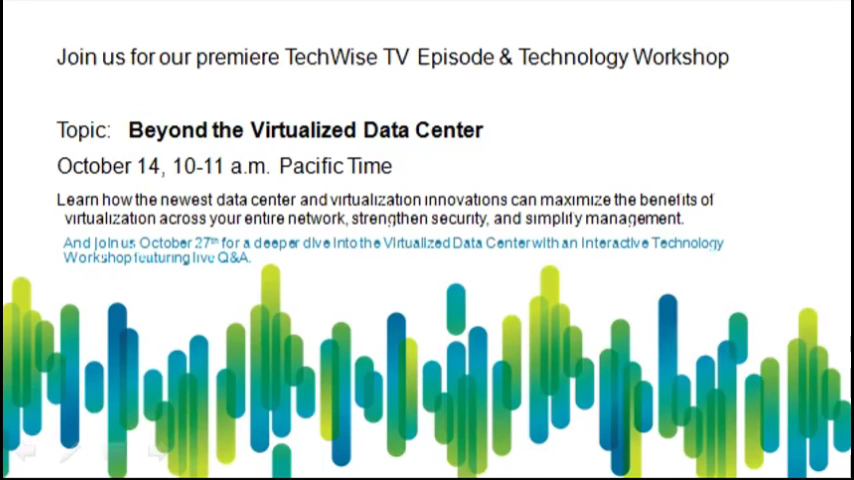 Join us for our premiere TechWise TV Episode & Technology Workshop
Topic: Beyond the Virtualized Data Center
October 14, 10-11 a.m. Pacific Time
Learn how the newest data center and virtualization innovations can maximize the benefits of
virtualization across your entire network, strengthen security, and simplify management.
And join us October 27th for a deeper dive into the Virtualized Data Center with an Interactive Technology
Workshop featuring live Q&A.